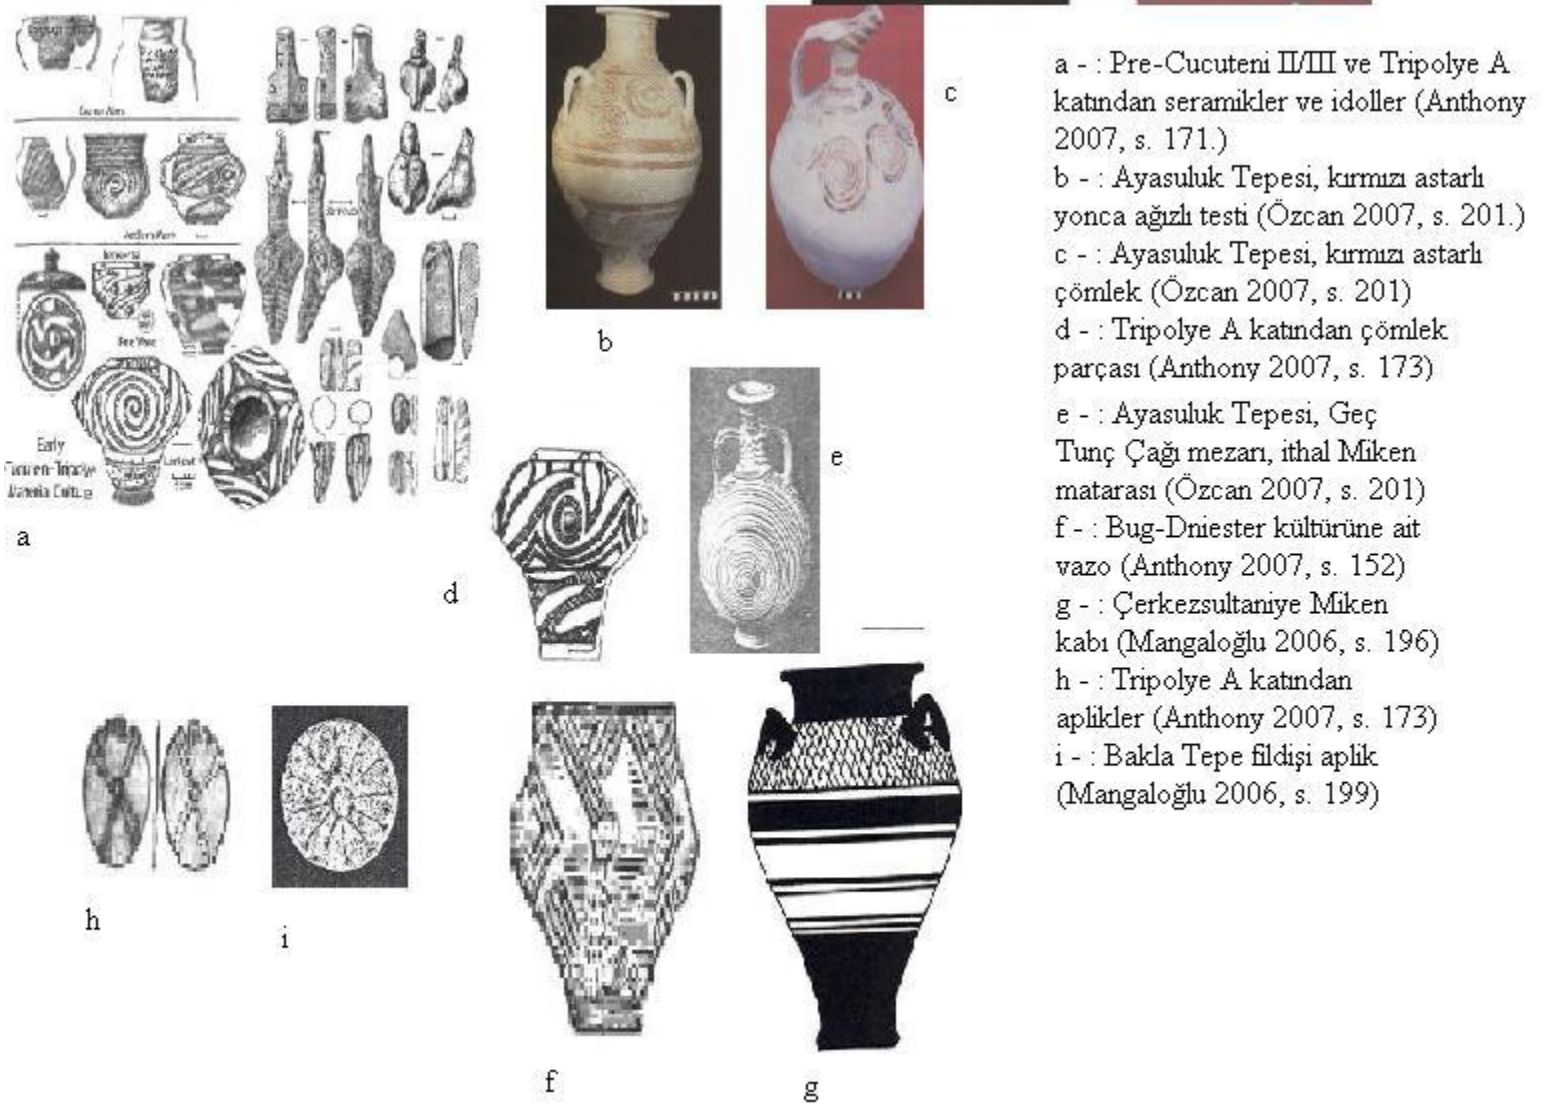 a - : Pre-Cucuteni II/III ve Tripolye A
katından seramikler ve idoller (Anthony
2007, s. 171.)
b - : Ayasuluk Tepesi, kırmızı astarlı
yonca ağızlı testi (Özcan 2007, s. 201.)
c - : Ayasuluk Tepesi, kırmızı astarlı
çömlek (Özcan 2007, s. 201)
d - : Tripolye A katından çömlek
parçası (Anthony 2007, s. 173)
e - : Ayasuluk Tepesi, Geç
Tunç Çağı mezarı, ithal Miken
matarası (Özcan 2007, s. 201)
f - : Bug-Dniester kültürüne ait
vazo (Anthony 2007, s. 152)
g - : Çerkezsultaniye Miken
kabı (Mangaloğlu 2006, s. 196)
h - : Tripolye A katından
aplikler (Anthony 2007, s. 173)
i - : Bakla Tepe fildişi aplik
(Mangaloğlu 2006, s. 199)
Early
a
b
c
d
e
h
i
f
g